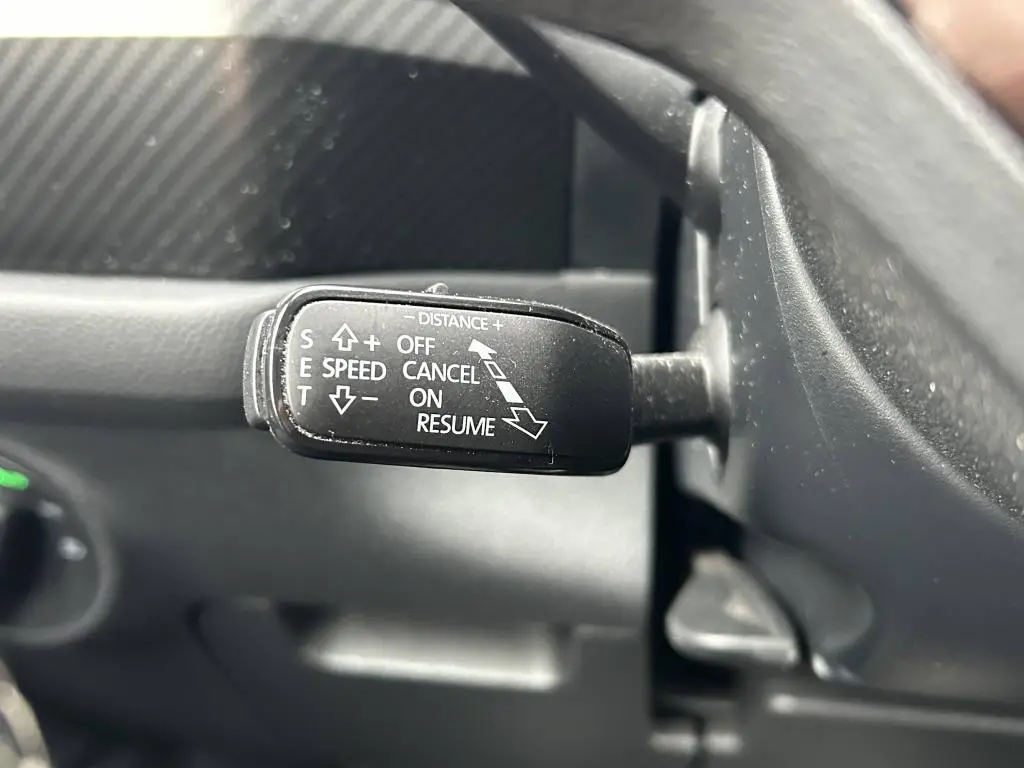 − DISTANCE +
S + OFF
E SPEED CANCEL
T − ON
RESUME